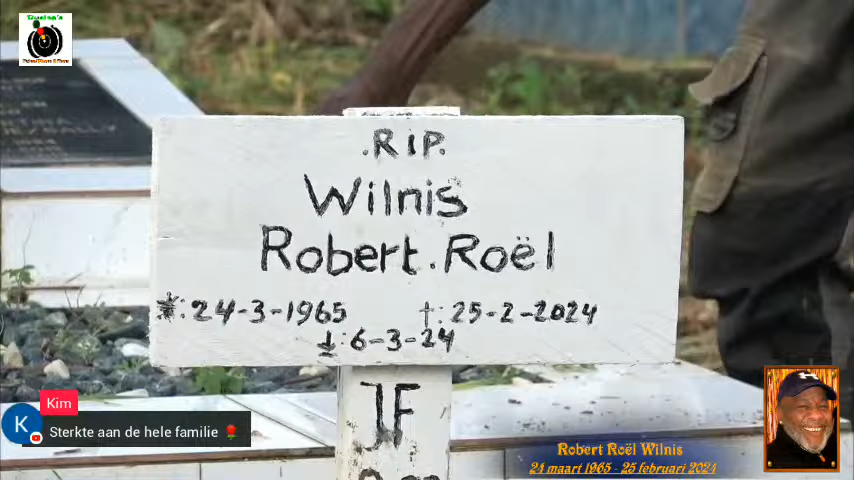 .RIP.
Wilnis
Robert.Roël
*:24-3-1965 †:25-2-2024
⚰:6-3-24
JF
Kim
K
Sterkte aan de hele familie 🌹
Robert Roël Wilnis
24 maart 1965 - 25 februari 2024